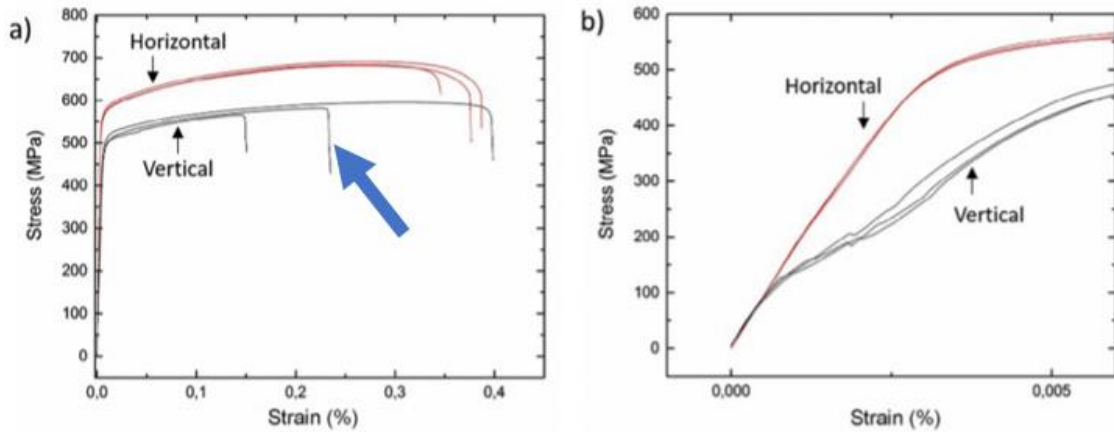 a)
800
700
600
500
400
300
200
100
0
Stress (MPa)
Horizontal
Vertical
0,0 0,1 0,2 0,3 0,4
Strain (%)
b)
600
500
400
300
200
100
0
Stress (MPa)
Horizontal
Vertical
0,000 0,005
Strain (%)